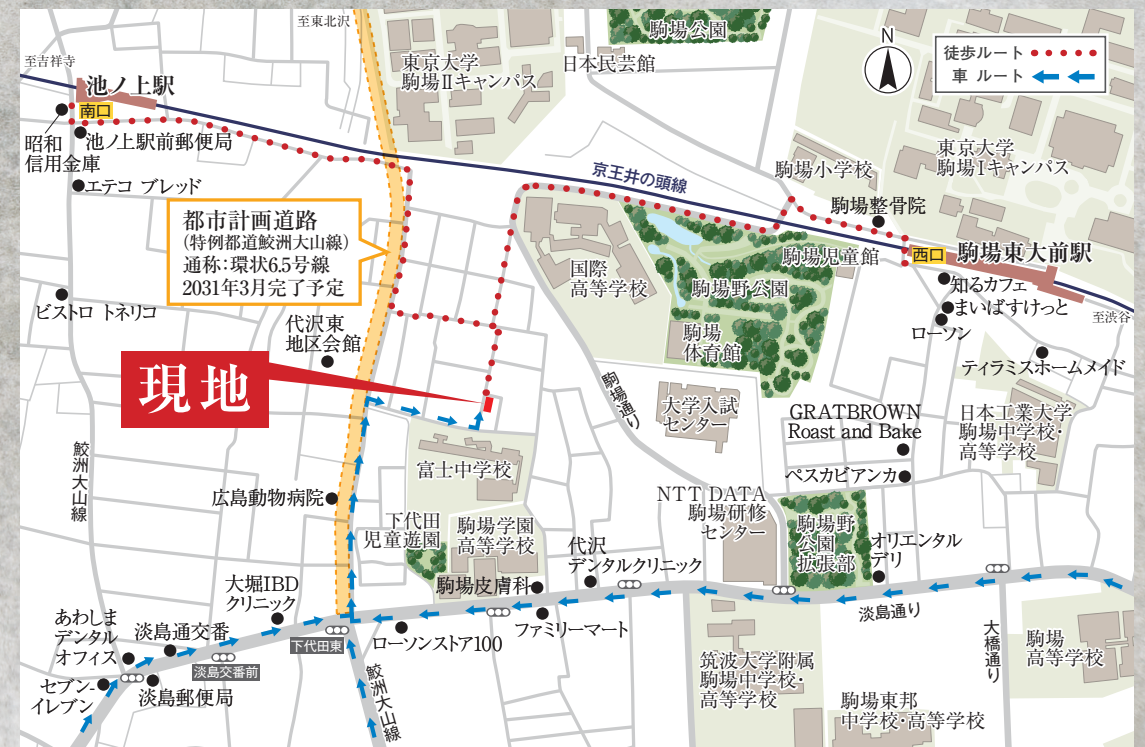 至東北沢
駒場公園
N
徒歩ルート
車 ルート
至吉祥寺
東京大学
駒場Ⅱキャンパス
日本民芸館
池ノ上駅
南口
昭和
信用金庫
池ノ上駅前郵便局
エテコ ブレッド
京王井の頭線
駒場小学校
東京大学
駒場Ⅰキャンパス
駒場整骨院
西口
駒場東大前駅
都市計画道路
(特例都道鮫洲大山線)
通称:環状6.5号線
2031年3月完了予定
国際
高等学校
駒場児童館
駒場野公園
知るカフェ
まいばすけっと
ローソン
至渋谷
ビストロ トネリコ
代沢東
地区会館
駒場
体育館
ティラミスホームメイド
現地
駒場通り
大学入試
センター
GRATBROWN
Roast and Bake
日本工業大学
駒場中学校・
高等学校
鮫洲大山線
富士中学校
ペスカビアンカ
広島動物病院
下代田
児童遊園
駒場学園
高等学校
NTT DATA
駒場研修
センター
駒場野
公園
拡張部
オリエンタル
デリ
代沢
デンタルクリニック
大堀IBD
クリニック
駒場皮膚科
あわしま
デンタル
オフィス
淡島通交番
下代田東
ローソンストア100
ファミリーマート
淡島通り
大橋通り
駒場
高等学校
淡島交番前
セブン-
イレブン
淡島郵便局
鮫洲大山線
筑波大学附属
駒場中学校・
高等学校
駒場東邦
中学校・高等学校